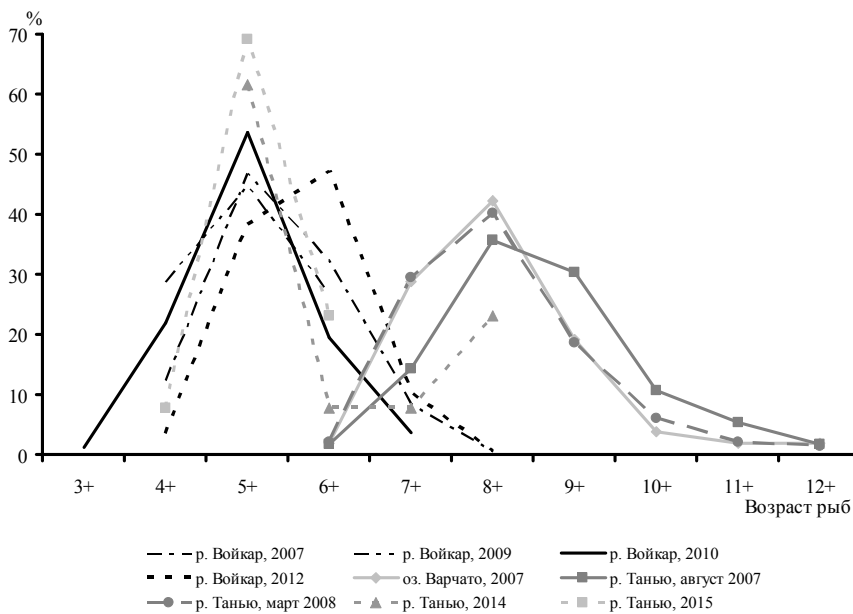 %
70
60
50
40
30
20
10
0
3+ 4+ 5+ 6+ 7+ 8+ 9+ 10+ 11+ 12+
Возраст рыб
р. Войкар, 2007 р. Войкар, 2009 р. Войкар, 2010
р. Войкар, 2012 оз. Варчато, 2007 р. Танью, август 2007
р. Танью, март 2008 р. Танью, 2014 р. Танью, 2015